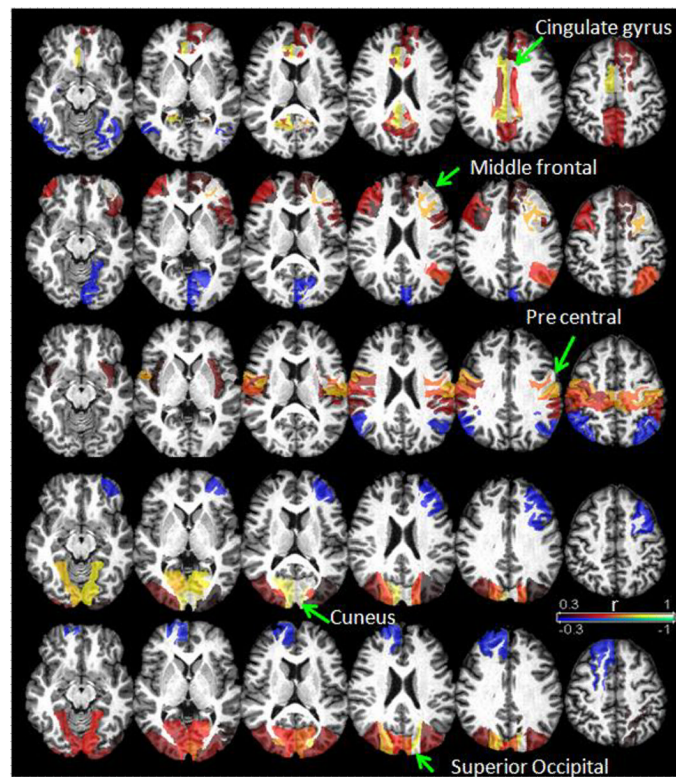 Cingulate gyrus
Middle frontal
Pre central
0.3 r 1
-0.3 -1
Cuneus
Superior Occipital